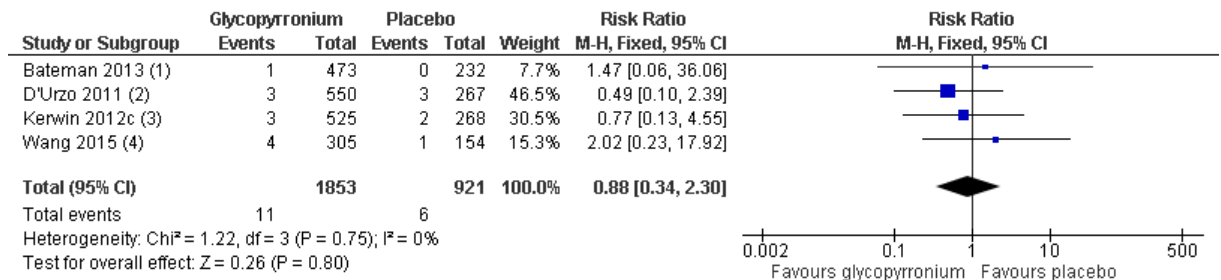 Glycopyrronium Placebo Risk Ratio Risk Ratio
Study or Subgroup Events Total Events Total Weight M-H, Fixed, 95% CI M-H, Fixed, 95% CI
Bateman 2013 (1) 1 473 0 232 7.7% 1.47 [0.06, 36.06]
D'Urzo 2011 (2) 3 550 3 267 46.5% 0.49 [0.10, 2.39]
Kerwin 2012c (3) 3 525 2 268 30.5% 0.77 [0.13, 4.55]
Wang 2015 (4) 4 305 1 154 15.3% 2.02 [0.23, 17.92]
Total (95% CI) 1853 921 100.0% 0.88 [0.34, 2.30]
Total events 11 6
Heterogeneity: Chi² = 1.22, df = 3 (P = 0.75); I² = 0%
Test for overall effect: Z = 0.26 (P = 0.80)
0.002 0.1 1 10 500
Favours glycopyrronium Favours placebo